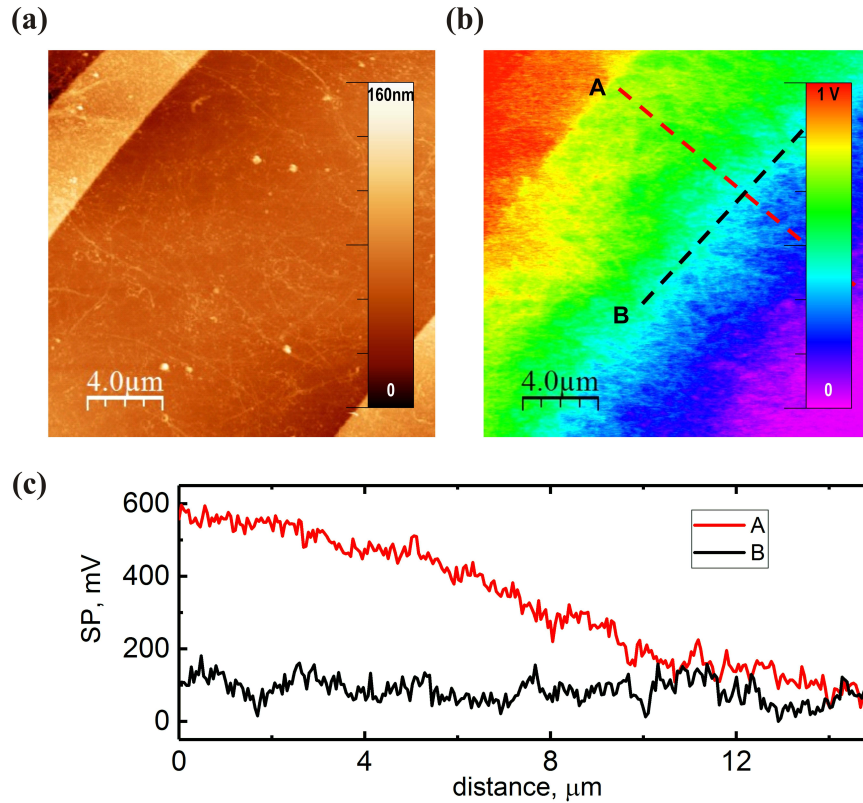 (a)
(b)
160nm
0
4.0μm
A
B
1 V
0
4.0μm
(c)
SP, mV
600
400
200
0
A
B
0
4
8
12
distance, μm